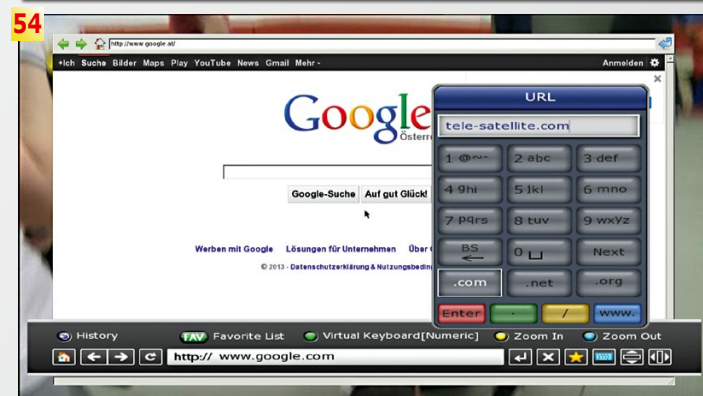 54
http://www.google.at/
+Ich Suche Bilder Maps Play YouTube News Gmail Mehr -
Anmelden
Google
Österr
Google-Suche Auf gut Glück!
Werben mit Google Lösungen für Unternehmen Über
© 2013 - Datenschutzerklärung & Nutzungsbeding
URL
tele-satellite.com
1 @~- 2 abc 3 def
4 ghi 5 jkl 6 mno
7 pqrs 8 tuv 9 wxyz
BS 0 Next
.com .net .org
Enter . / www.
History FAV Favorite List Virtual Keyboard[Numeric] Zoom In Zoom Out
http:// www.google.com